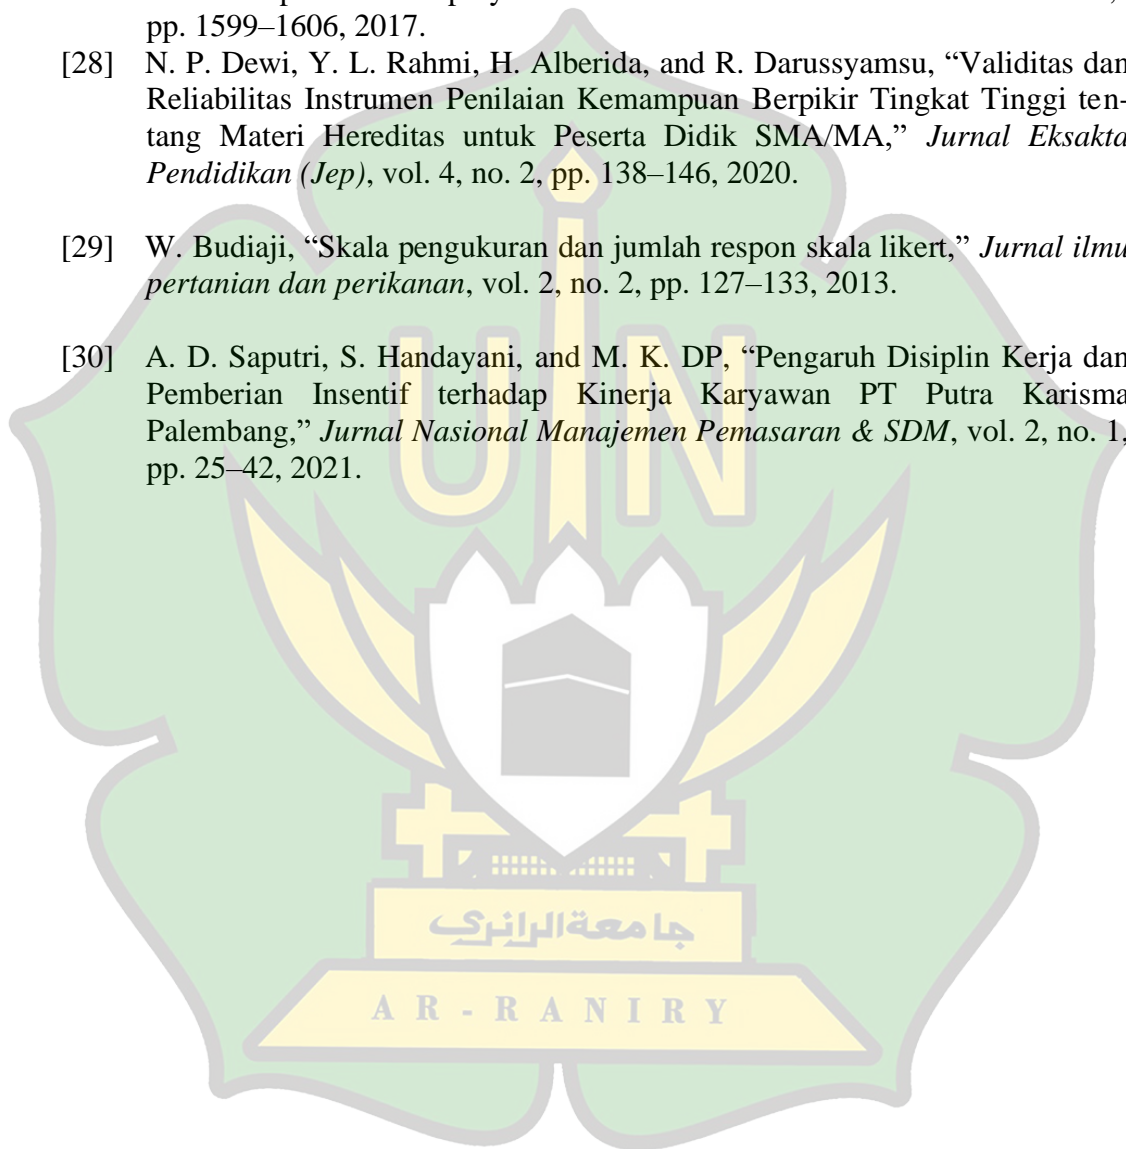 pp. 1599–1606, 2017.
[28] N. P. Dewi, Y. L. Rahmi, H. Alberida, and R. Darussyamsu, “Validitas dan
Reliabilitas Instrumen Penilaian Kemampuan Berpikir Tingkat Tinggi ten-
tang Materi Hereditas untuk Peserta Didik SMA/MA,” Jurnal Eksakta
Pendidikan (Jep), vol. 4, no. 2, pp. 138–146, 2020.
[29] W. Budiaji, “Skala pengukuran dan jumlah respon skala likert,” Jurnal ilmu
pertanian dan perikanan, vol. 2, no. 2, pp. 127–133, 2013.
[30] A. D. Saputri, S. Handayani, and M. K. DP, “Pengaruh Disiplin Kerja dan
Pemberian Insentif terhadap Kinerja Karyawan PT Putra Karisma
Palembang,” Jurnal Nasional Manajemen Pemasaran & SDM, vol. 2, no. 1,
pp. 25–42, 2021.
UIN
جامعة الرانري
AR-RANIRY